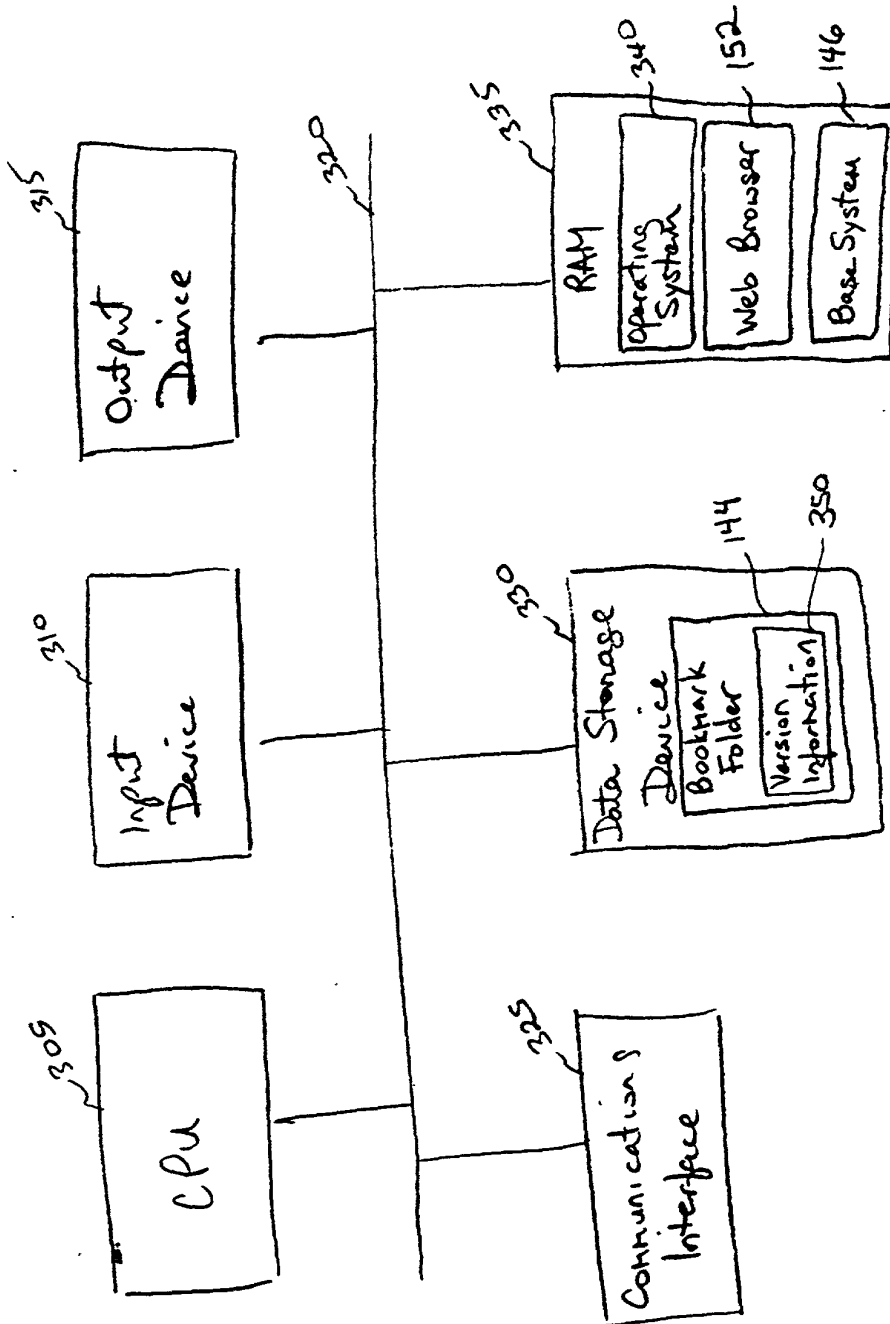 305
CPU
310
Input
Device
315
Output
Device
320
325
Communications
Interface
330
Data Storage
Device
Bookmark
Folder
144
Version
Information
350
335
RAM
Operating
System
340
Web Browser
152
Base System
146